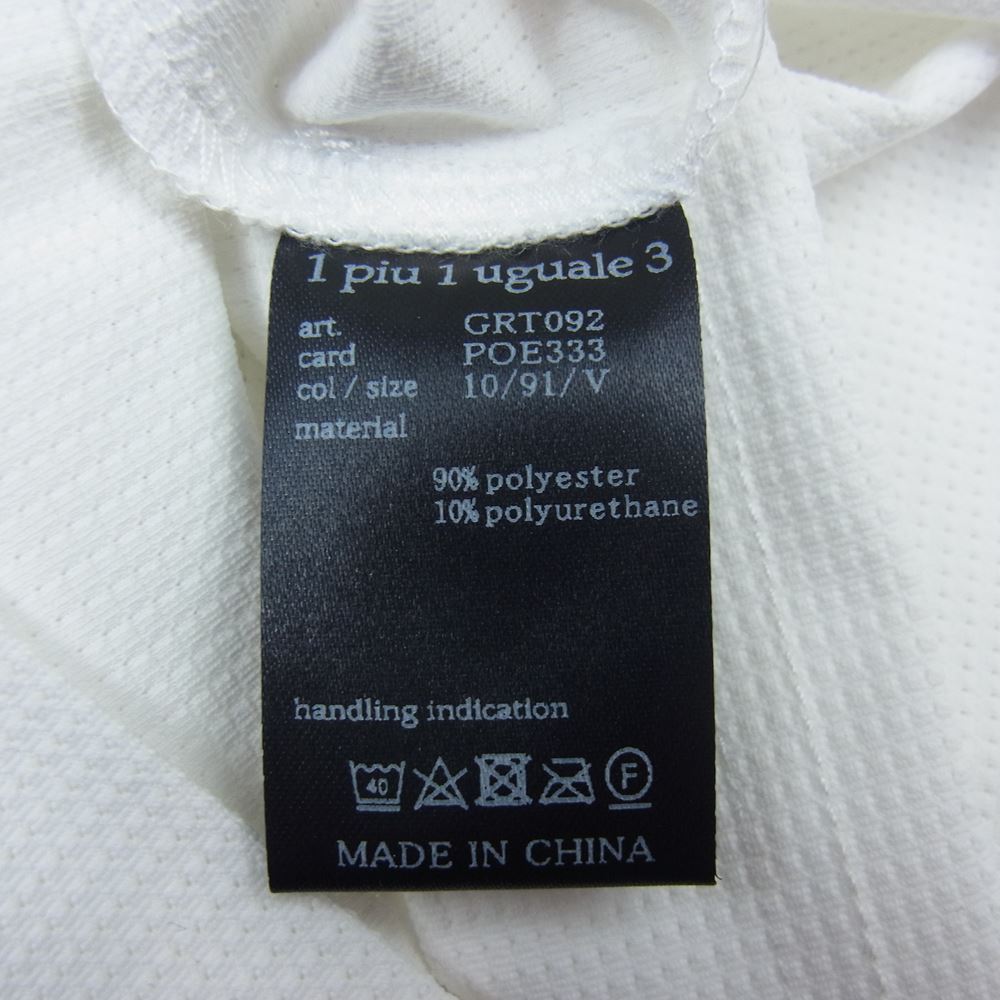 1 piu 1 uguale 3
art. GRT092
card POE333
col / size 10/91/V
material
90% polyester
10% polyurethane
handling indication
40 F
MADE IN CHINA